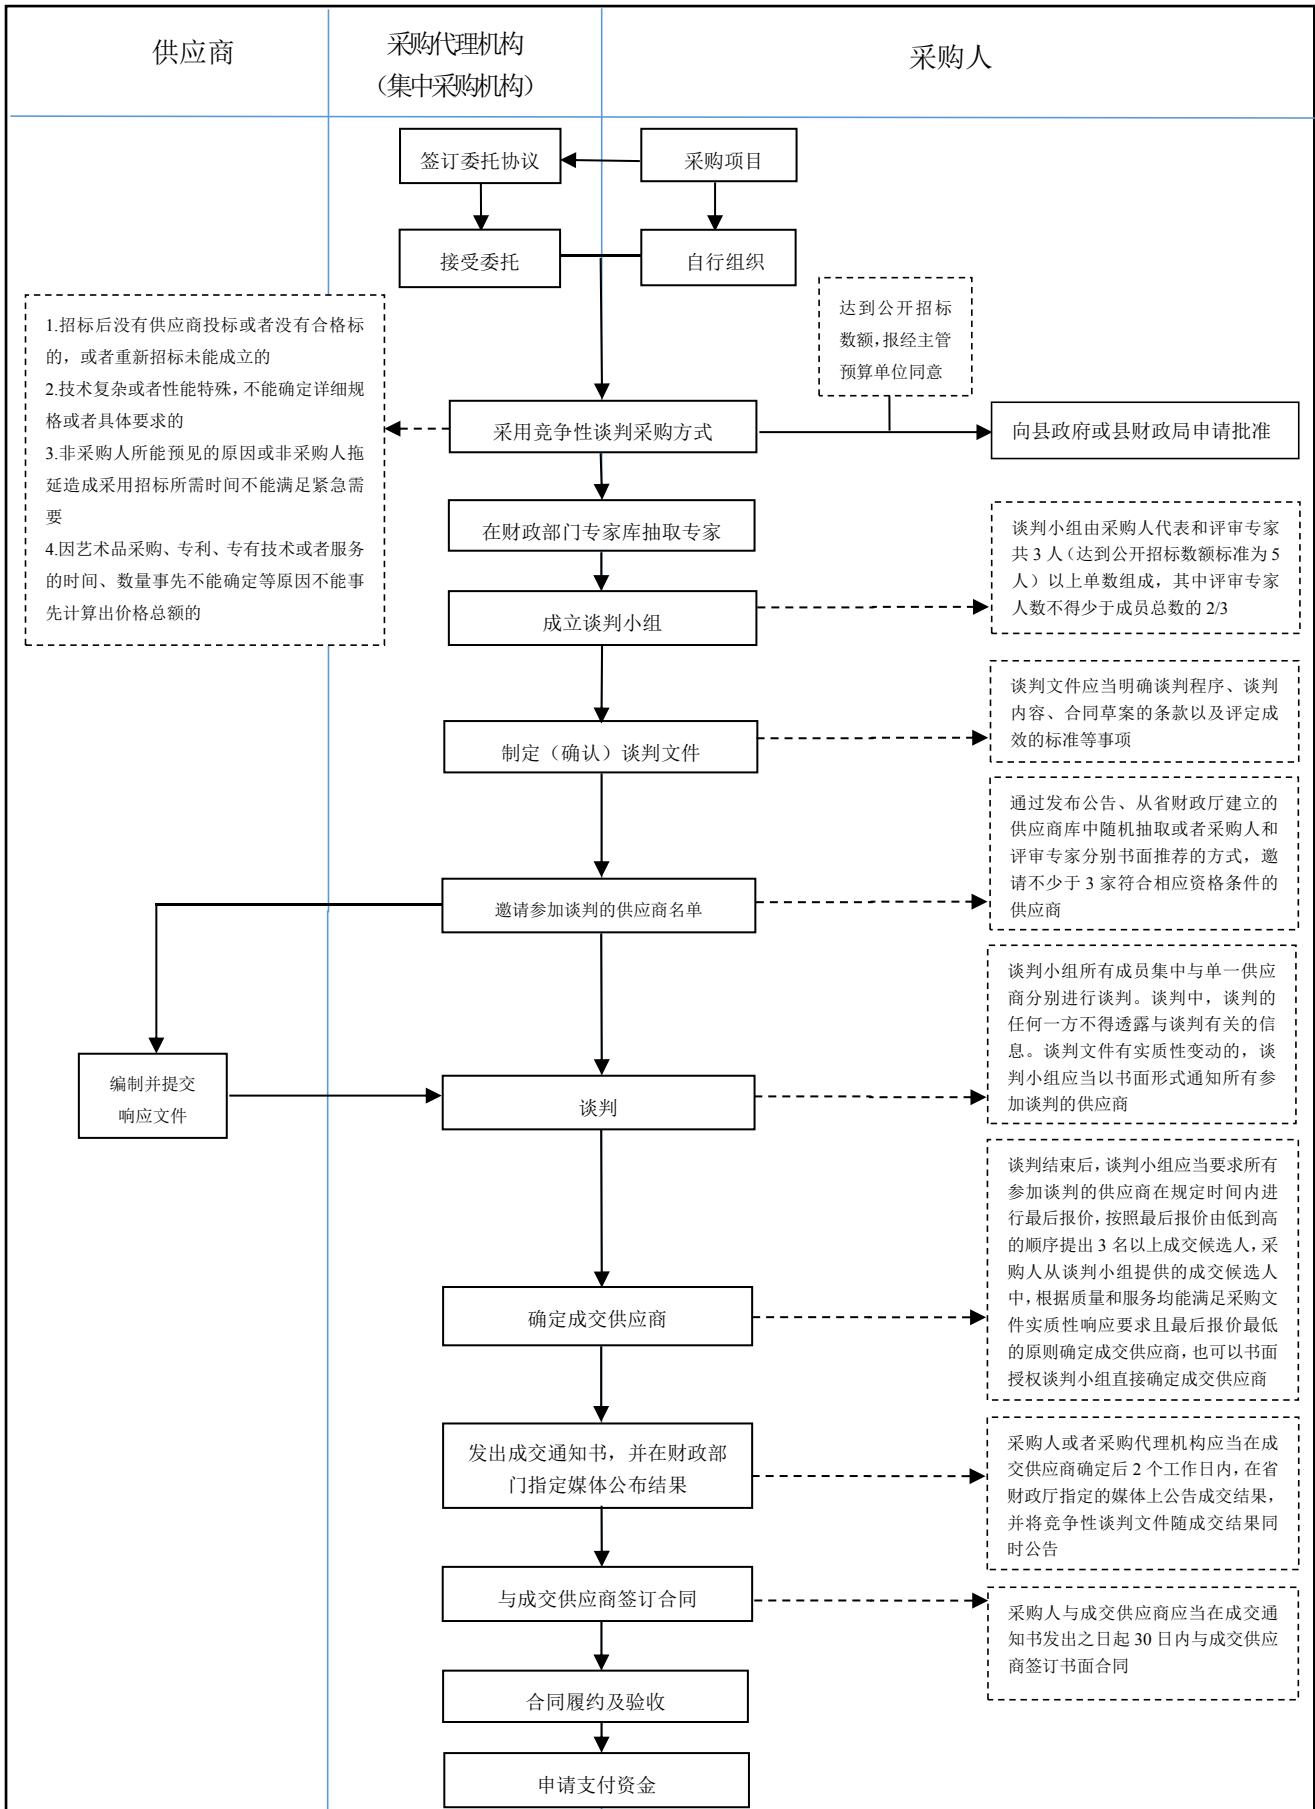 供应商
采购代理机构
（集中采购机构）
采购人
签订委托协议
采购项目
接受委托
自行组织
达到公开招标
数额，报经主管
预算单位同意
1.招标后没有供应商投标或者没有合格标
的，或者重新招标未能成立的
2.技术复杂或者性能特殊，不能确定详细规
格或者具体要求的
3.非采购人所能预见的原因或非采购人拖
延造成采用招标所需时间不能满足紧急需
要
4.因艺术品采购、专利、专有技术或者服务
的时间、数量事先不能确定等原因不能事
先计算出价格总额的
采用竞争性谈判采购方式
向县政府或县财政局申请批准
在财政部门专家库抽取专家
谈判小组由采购人代表和评审专家
共 3 人（达到公开招标数额标准为 5
人）以上单数组成，其中评审专家
人数不得少于成员总数的 2/3
成立谈判小组
谈判文件应当明确谈判程序、谈判
内容、合同草案的条款以及评定成
效的标准等事项
制定（确认）谈判文件
通过发布公告、从省财政厅建立的
供应商库中随机抽取或者采购人和
评审专家分别书面推荐的方式，邀
请不少于 3 家符合相应资格条件的
供应商
邀请参加谈判的供应商名单
谈判小组所有成员集中与单一供应
商分别进行谈判。谈判中，谈判的
任何一方不得透露与谈判有关的信
息。谈判文件有实质性变动的，谈
判小组应当以书面形式通知所有参
加谈判的供应商
编制并提交
响应文件
谈判
谈判结束后，谈判小组应当要求所有
参加谈判的供应商在规定时间内进
行最后报价，按照最后报价由低到高
的顺序提出 3 名以上成交候选人，采
购人从谈判小组提供的成交候选人
中，根据质量和服务均能满足采购文
件实质性响应要求且最后报价最低
的原则确定成交供应商，也可以书面
授权谈判小组直接确定成交供应商
确定成交供应商
发出成交通知书，并在财政部
门指定媒体公布结果
采购人或者采购代理机构应当在成
交供应商确定后 2 个工作日内，在省
财政厅指定的媒体上公告成交结果，
并将竞争性谈判文件随成交结果同
时公告
与成交供应商签订合同
采购人与成交供应商应当在成交通
知书发出之日起 30 日内与成交供应
商签订书面合同
合同履约及验收
申请支付资金